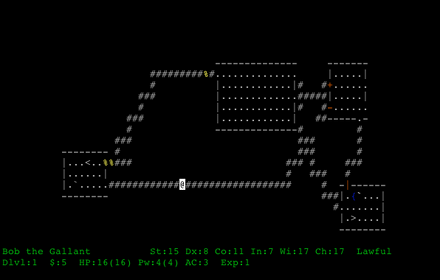 --------------- -------
#########%#.............. |.....|
# |.............|# #+......
### |.............#####|.....|
# |.............|# #-......
### |.............| ##-----.-
# ---------------# #
### ### #
-------- # ### #
|...<..%%### ### # ###
|......| # ### #
|.`.....############@################## # -|------
-------- ###|..`...|
#.......|
|.>....|
--------
Bob the Gallant St:15 Dx:8 Co:11 In:7 Wi:17 Ch:17 Lawful
Dlvl:1 $:5 HP:16(16) Pw:4(4) AC:3 Exp:1